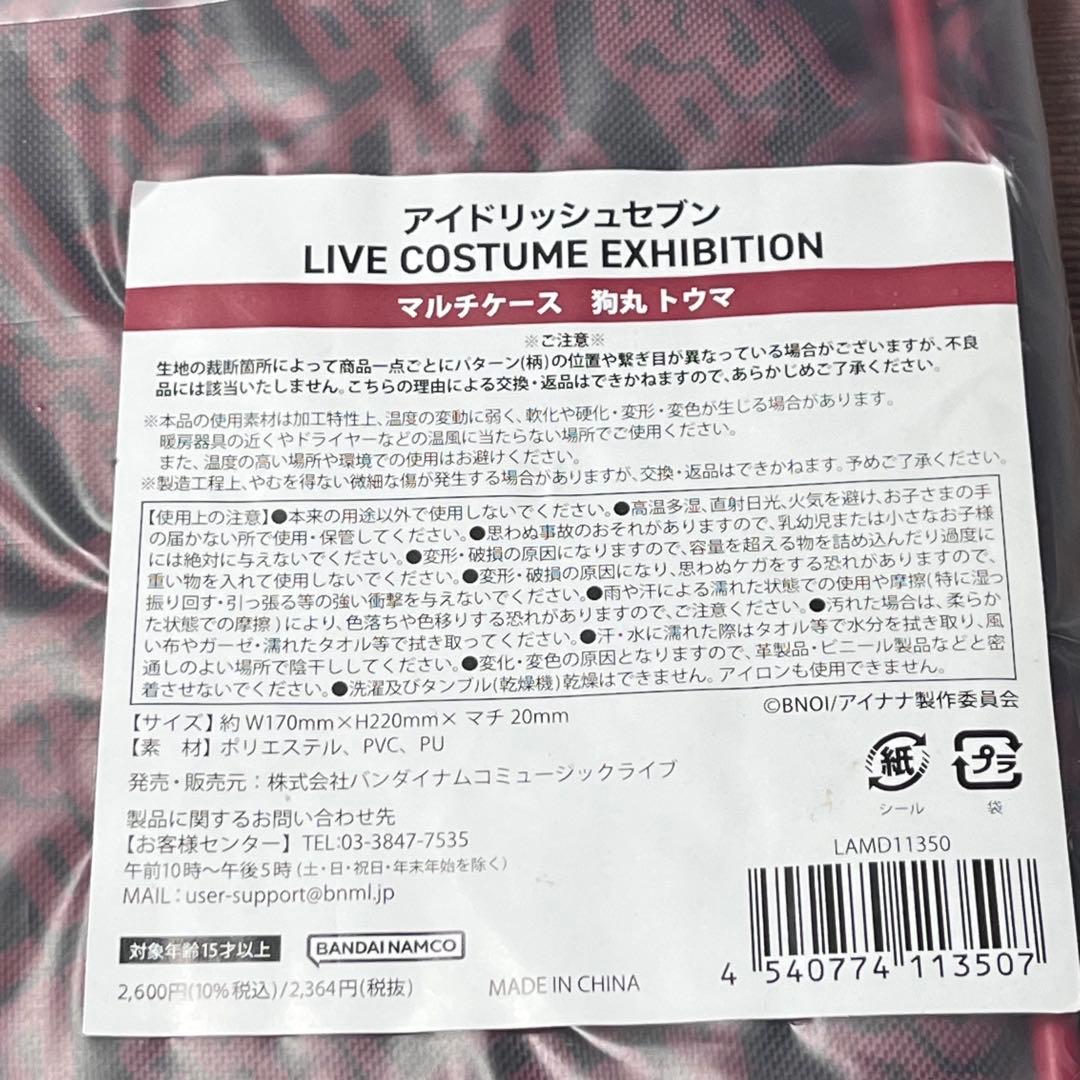 アイドリッシュセブン
LIVE COSTUME EXHIBITION
マルチケース 狗丸 トウマ
※ご注意※
生地の裁断箇所によって商品一点ごとにパターン(柄)の位置や繋ぎ目が異なっている場合がございますが、不良
品には該当いたしません。こちらの理由による交換・返品はできかねますので、あらかじめご了承ください。
※本品の使用素材は加工特性上、温度の変動に弱く、軟化や硬化・変形・変色が生じる場合があります。
暖房器具の近くやドライヤーなどの温風に当たらない場所でご使用ください。
また、温度の高い場所や環境での使用はお避けください。
※製造工程上、やむを得ない微細な傷が発生する場合がありますが、交換・返品はできかねます。予めご了承ください。
【使用上の注意】●本来の用途以外で使用しないでください。●高温多湿、直射日光、火気を避け、お子さまの手
の届かない所で使用・保管してください。●思わぬ事故のおそれがありますので、乳幼児または小さなお子様
には絶対に与えないでください。●変形・破損の原因になりますので、容量を超える物を詰め込んだり過度に
重い物を入れて使用しないでください。●変形・破損の原因になり、思わぬケガをする恐れがありますので、
振り回す・引っ張る等の強い衝撃を与えないでください。●雨や汗による濡れた状態での使用や摩擦(特に湿っ
た状態での摩擦)により、色落ちや色移りする恐れがありますので、ご注意ください。●汚れた場合は、柔らか
い布やガーゼ・濡れたタオル等で拭き取ってください。●汗・水に濡れた際はタオル等で水分を拭き取り、風
通しのよい場所で陰干ししてください。●変化・変色の原因となりますので、革製品・ビニール製品などと密
着させないでください。●洗濯及びタンブル(乾燥機)乾燥はできません。アイロンも使用できません。
【サイズ】約 W170mm×H220mm× マチ 20mm
©BNOI/アイナナ製作委員会
【素 材】ポリエステル、PVC、PU
発売・販売元：株式会社バンダイナムコミュージックライブ
紙
シール
プラ
袋
製品に関するお問い合わせ先
【お客様センター】 TEL:03-3847-7535
午前10時～午後5時(土・日・祝日・年末年始を除く)
MAIL：user-support@bnml.jp
LAMD11350
対象年齢15才以上
BANDAI NAMCO
2,600円(10%税込)/2,364円(税抜)
MADE IN CHINA
4 540774 113507